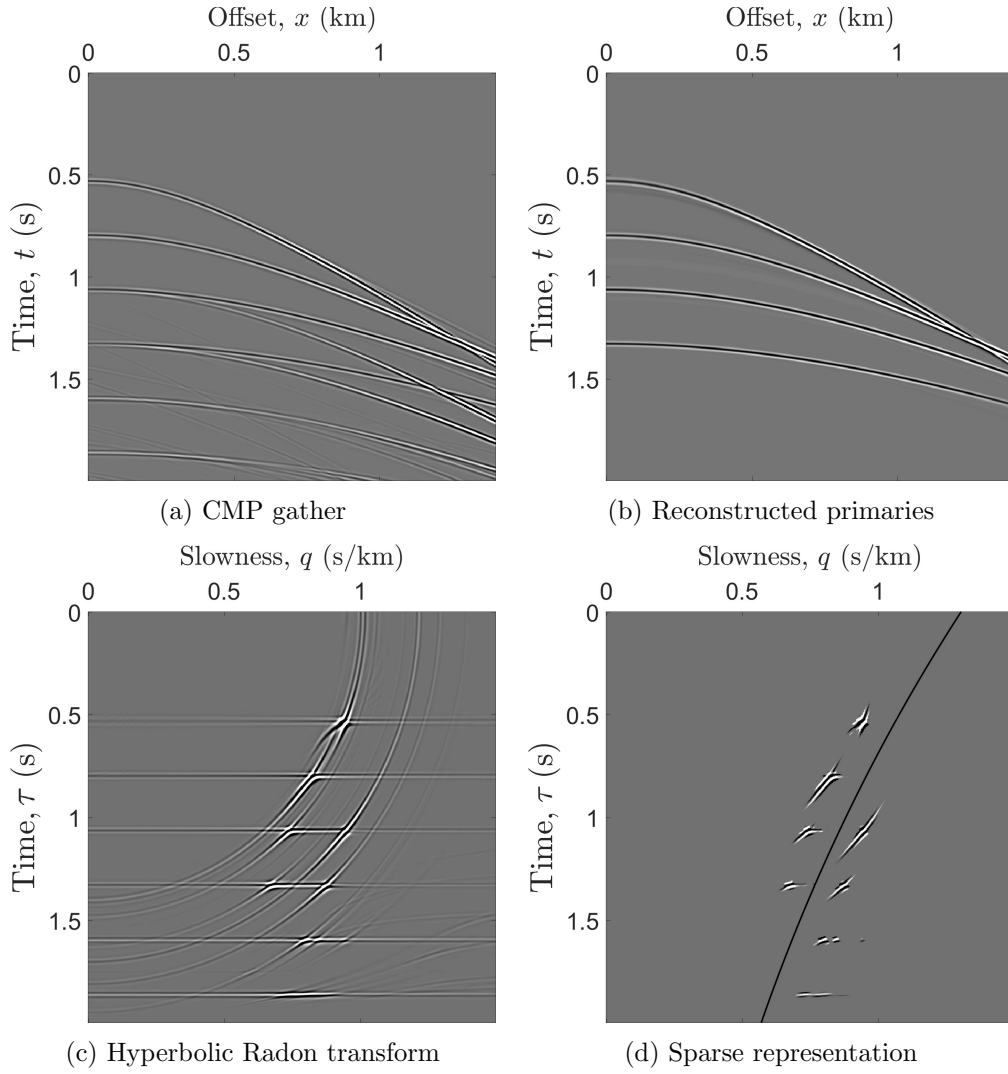 Offset, x (km)
0 0.5 1
0
0.5
1
1.5
Time, t (s)
(a) CMP gather
Offset, x (km)
0 0.5 1
0
0.5
1
1.5
Time, t (s)
(b) Reconstructed primaries
Slowness, q (s/km)
0 0.5 1
0
0.5
1
1.5
Time, τ (s)
(c) Hyperbolic Radon transform
Slowness, q (s/km)
0.5 1
0
0.5
1
1.5
Time, τ (s)
(d) Sparse representation